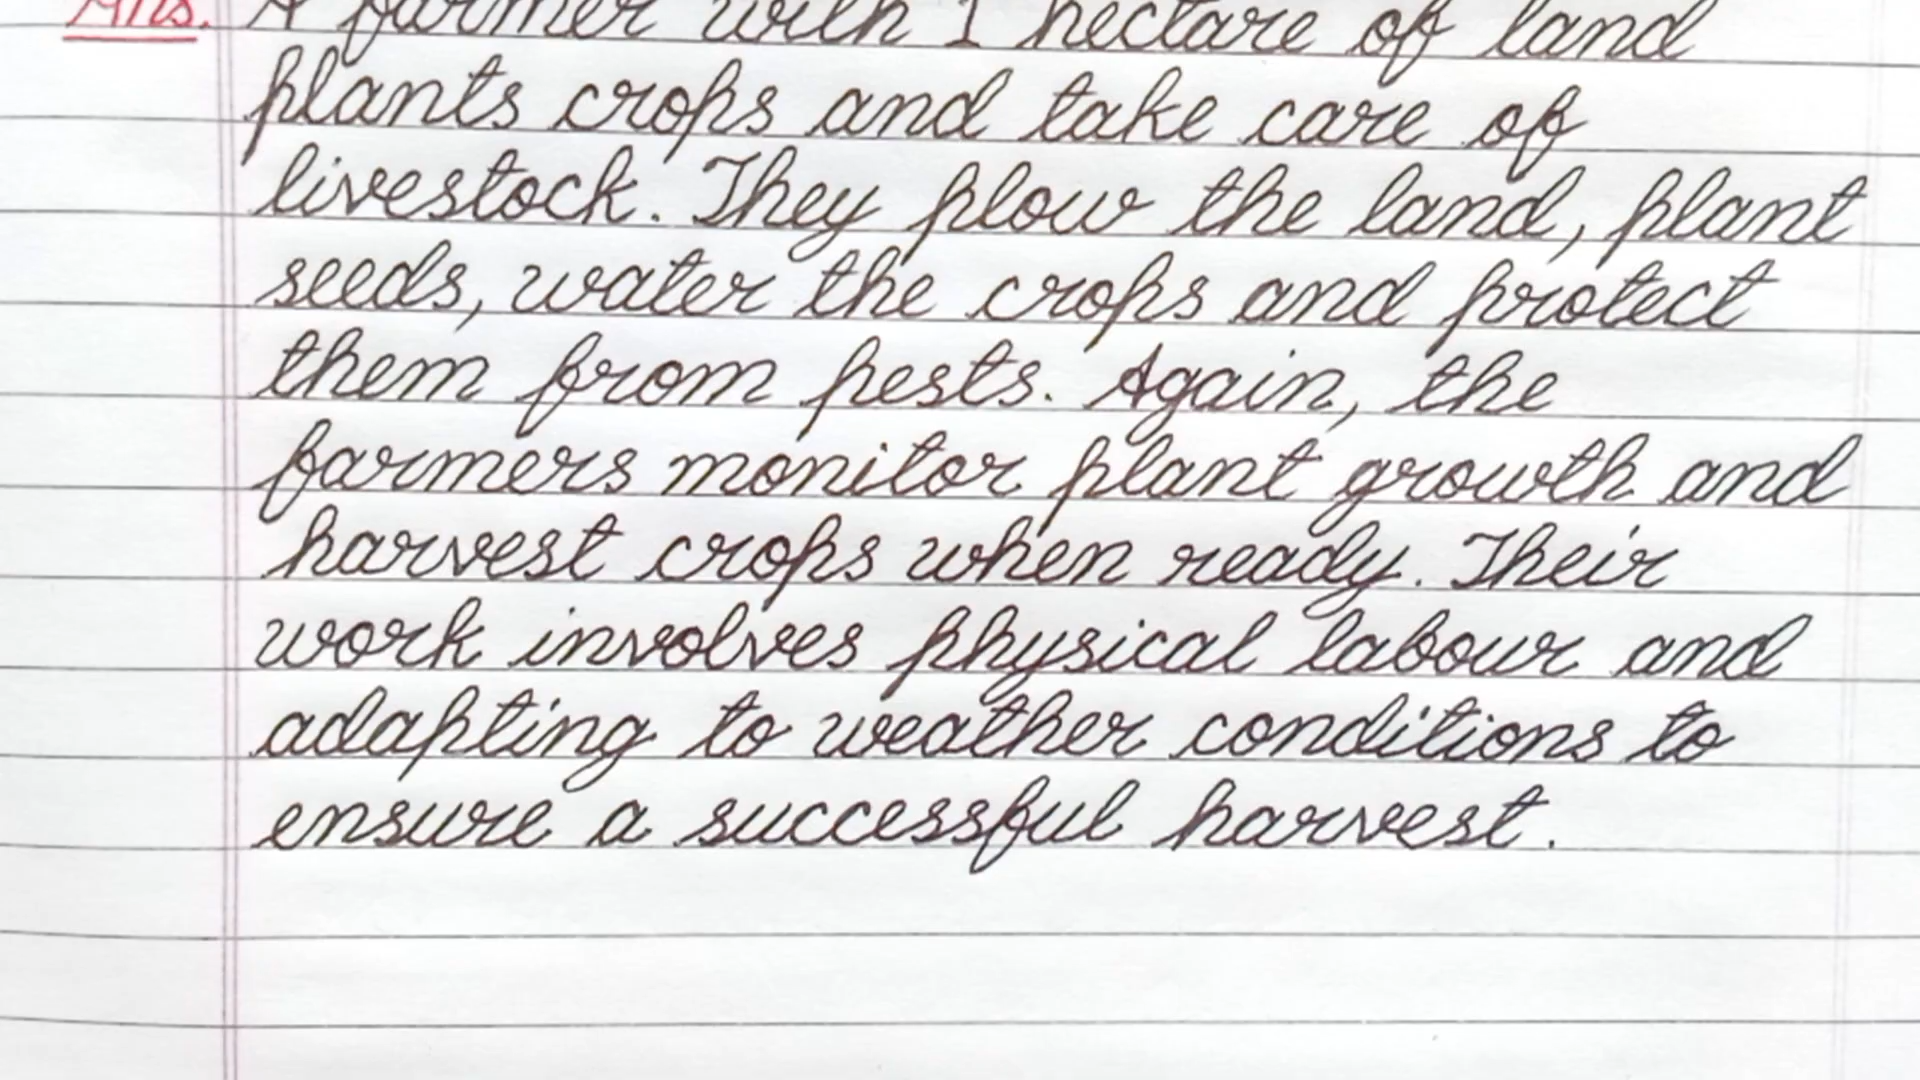 Ans. A farmer with 1 hectare of land
plants crops and take care of
livestock. They plow the land, plant
seeds, water the crops and protect
them from pests. Again, the
farmers monitor plant growth and
harvest crops when ready. Their
work involves physical labour and
adapting to weather conditions to
ensure a successful harvest.